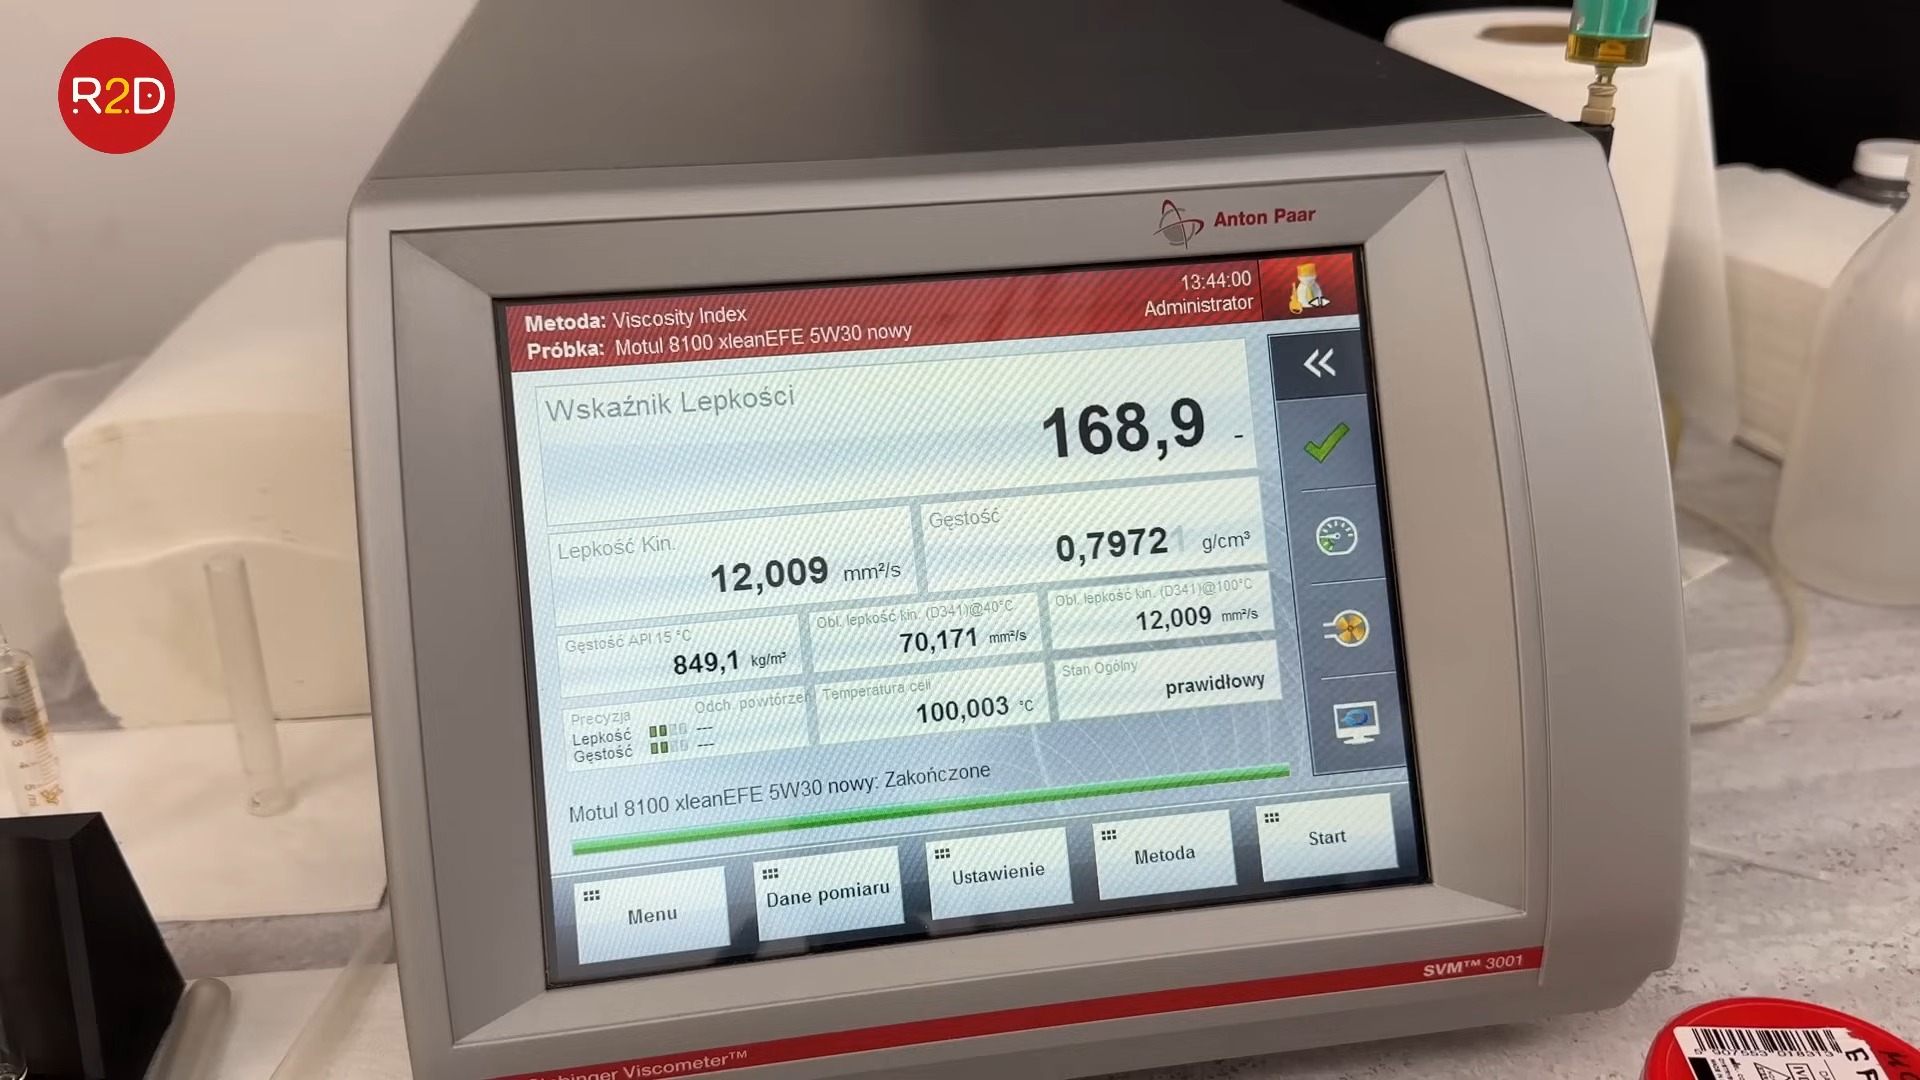 R2D
Anton Paar
Metoda: Viscosity Index
Próbka: Motul 8100 xleanEFE 5W30 nowy
13:44:00
Administrator
Wskaźnik Lepkości
168,9 -
Lepkość Kin.
12,009 mm²/s
Gęstość
0,7972 g/cm³
Gęstość API 15 °C
849,1 kg/m³
Obl. lepkość kin. (D341)@40°C
70,171 mm²/s
Obl. lepkość kin. (D341)@100°C
12,009 mm²/s
Precyzja
Odch. powtórzen
Lepkość ---
Gęstość ---
Temperatura celi
100,003 °C
Stan Ogólny
prawidłowy
Motul 8100 xleanEFE 5W30 nowy: Zakończone
Menu
Dane pomiaru
Ustawienie
Metoda
Start
SVM™ 3001
Viscometer™